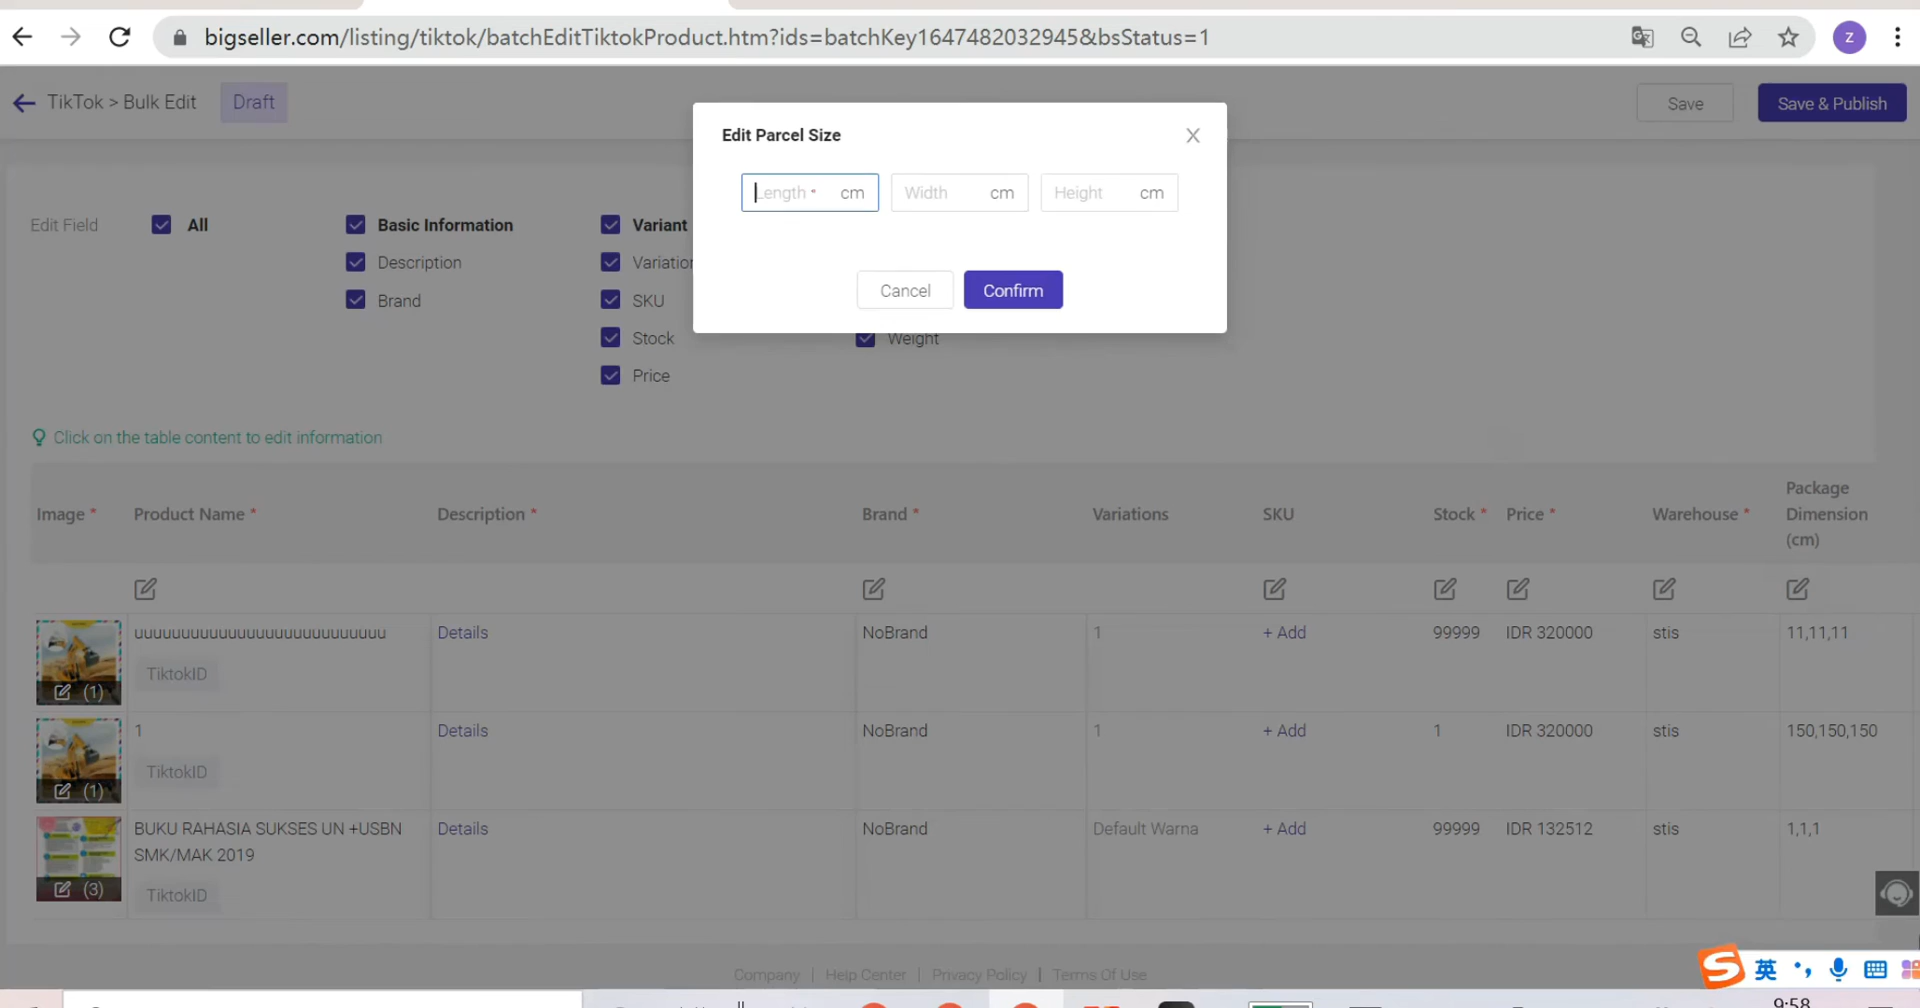 bigseller.com/listing/tiktok/batchEditTiktokProduct.htm?ids=batchKey1647482032945&bsStatus=1
z
TikTok > Bulk Edit
Draft
Save
Save & Publish
Edit Parcel Size
Length * cm
Width cm
Height cm
Cancel
Confirm
Edit Field
All
Basic Information
Variant
Description
Brand
SKU
Stock
Weight
Price
Click on the table content to edit information
Image *
Product Name *
Description *
Brand *
Variations
SKU
Stock *
Price *
Warehouse *
Package
Dimension
(cm)
Details
NoBrand
1
+ Add
99999
IDR 320000
stis
11,11,11
TiktokID
(1)
1
Details
NoBrand
1
+ Add
1
IDR 320000
stis
150,150,150
TiktokID
(1)
BUKU RAHASIA SUKSES UN +USBN
SMK/MAK 2019
Details
NoBrand
Default Warna
+ Add
99999
IDR 132512
stis
1,1,1
TiktokID
(3)
Company | Help Center | Privacy Policy | Terms Of Use
S 英
9:58